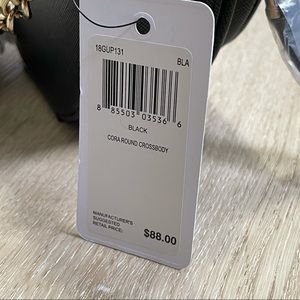 18GUP131 BLA
8 85503 03536 6
BLACK
CORA ROUND CROSSBODY
MANUFACTURER'S
SUGGESTED
RETAIL PRICE: $88.00